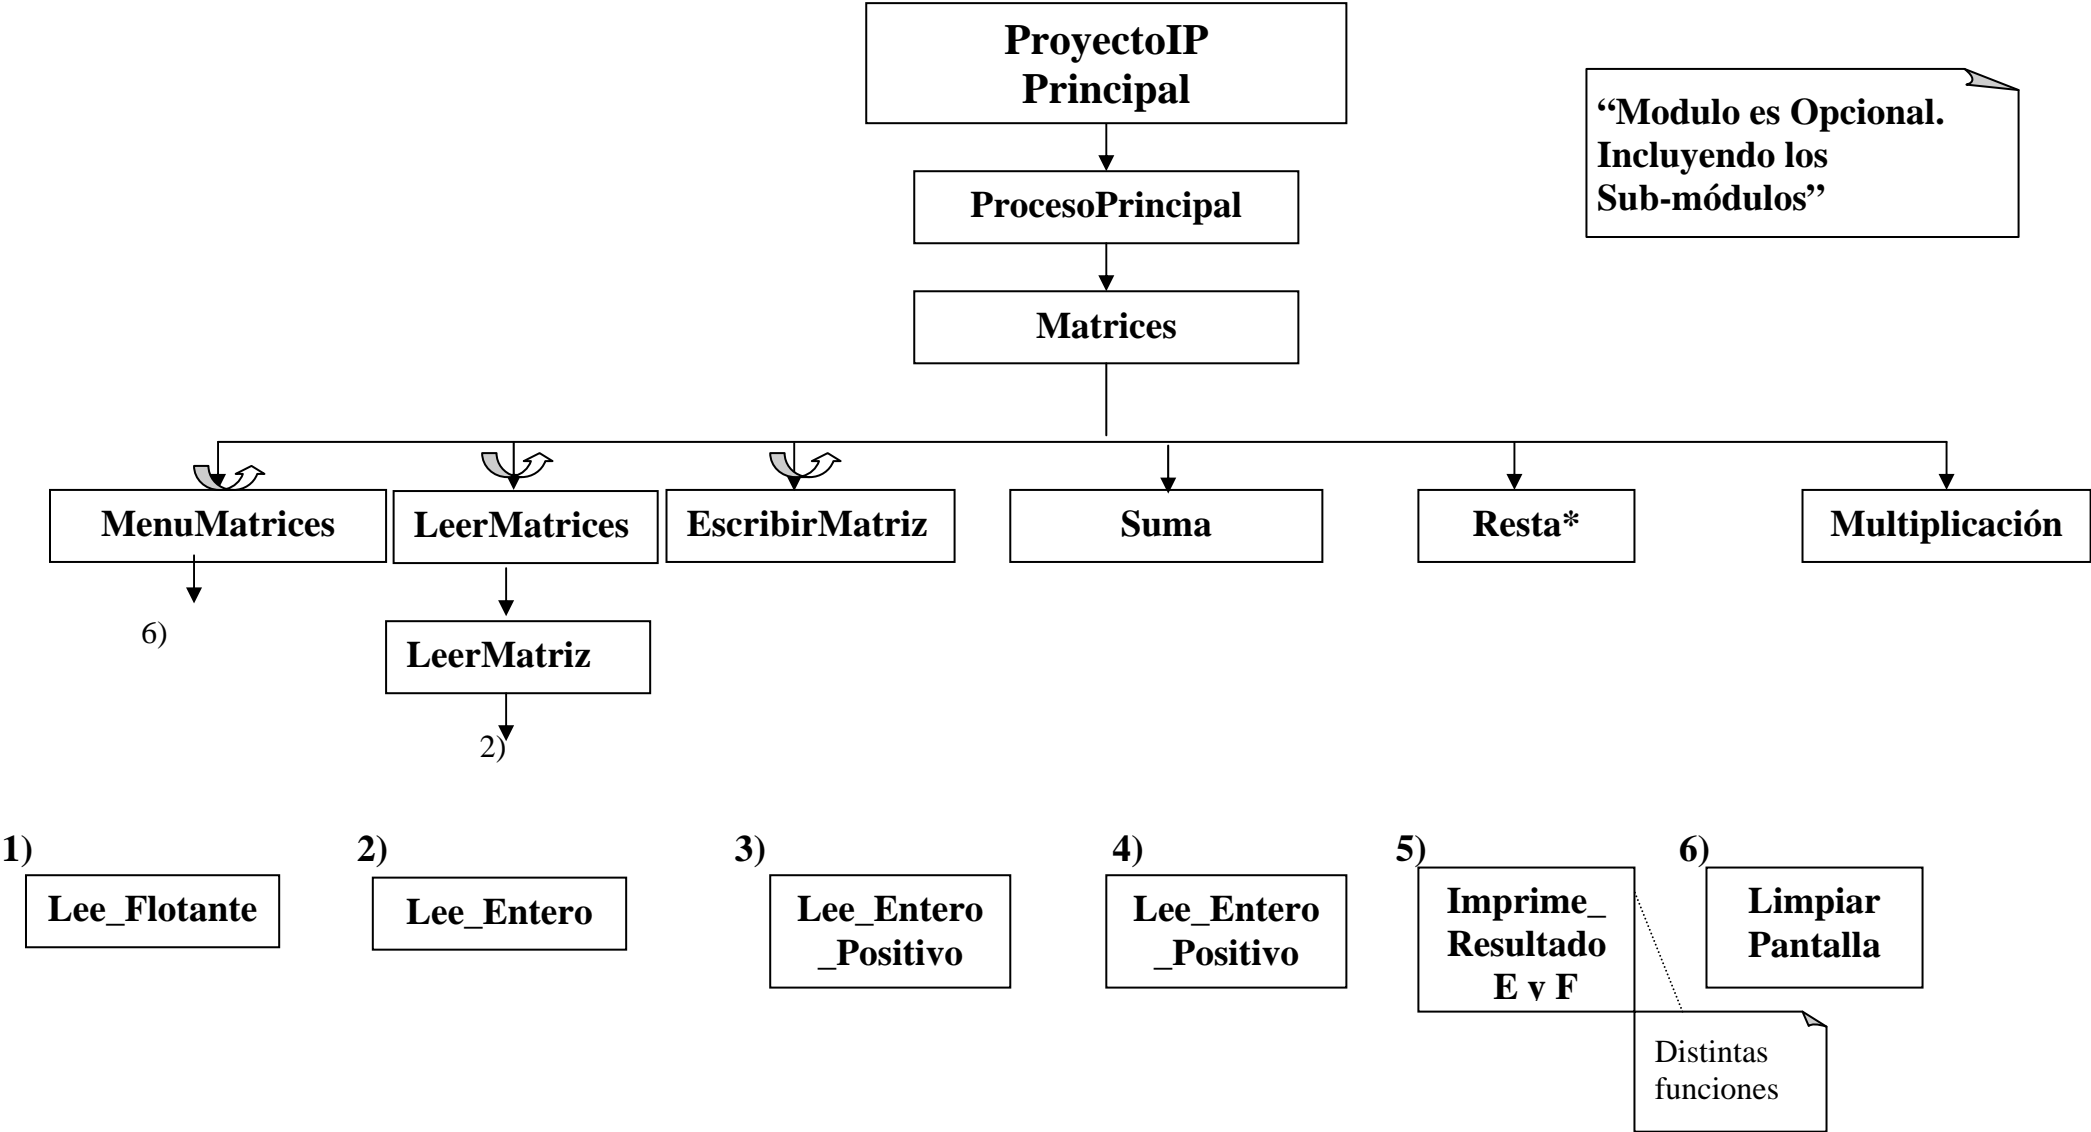 ProyectoIP
Principal
“Modulo es Opcional.
Incluyendo los
Sub-módulos”
ProcesoPrincipal
Matrices
MenuMatrices
LeerMatrices
EscribirMatriz
Suma
Resta*
Multiplicación
6)
LeerMatriz
2)
1)
2)
3)
4)
5)
6)
Lee_Flotante
Lee_Entero
Lee_Entero
_Positivo
Lee_Entero
_Positivo
Imprime_
Resultado
E y F
Limpiar
Pantalla
Distintas
funciones